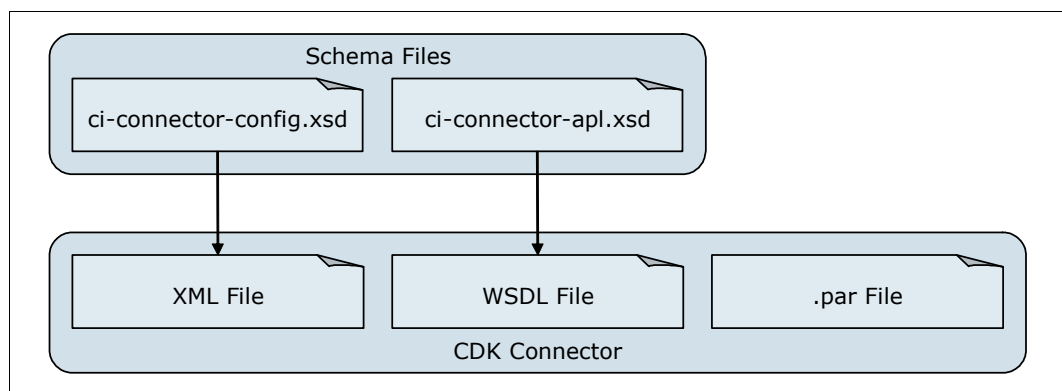 Schema Files
ci-connector-config.xsd
ci-connector-apl.xsd
XML File
WSDL File
.par File
CDK Connector